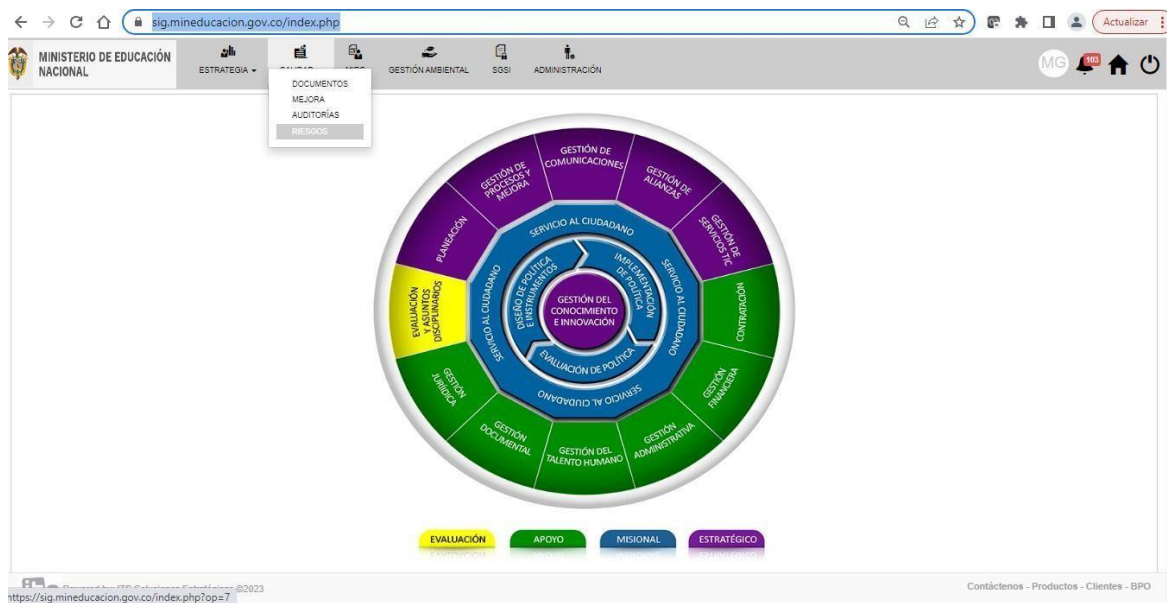 sig.mineducacion.gov.co/index.php
Actualizar
MINISTERIO DE EDUCACIÓN
NACIONAL
ESTRATEGIA
GESTIÓN AMBIENTAL
SGSI
ADMINISTRACIÓN
MG
103
DOCUMENTOS
MEJORA
AUDITORÍAS
RIESGOS
GESTIÓN DE
COMUNICACIONES
GESTIÓN DE
ALIANZAS
GESTIÓN DE
SERVICIOS TIC
CONTRATACIÓN
GESTIÓN
FINANCIERA
GESTIÓN
ADMINISTRATIVA
GESTIÓN DEL
TALENTO HUMANO
GESTIÓN
DOCUMENTAL
GESTIÓN
JURÍDICA
EVALUACIÓN
Y ASUNTOS
DISCIPLINARIOS
PLANEACIÓN
GESTIÓN DE
PROCESOS Y
MEJORA
SERVICIO AL CIUDADANO
SERVICIO AL CIUDADANO
SERVICIO AL CIUDADANO
SERVICIO AL CIUDADANO
DISEÑO DE POLÍTICA
E INSTRUMENTOS
IMPLEMENTACIÓN
DE POLÍTICA
EVALUACIÓN DE POLÍTICA
GESTIÓN DEL
CONOCIMIENTO
E INNOVACIÓN
EVALUACIÓN
APOYO
MISIONAL
ESTRATÉGICO
©2023
Contáctenos - Productos - Clientes - BPO
https://sig.mineducacion.gov.co/index.php?op=7